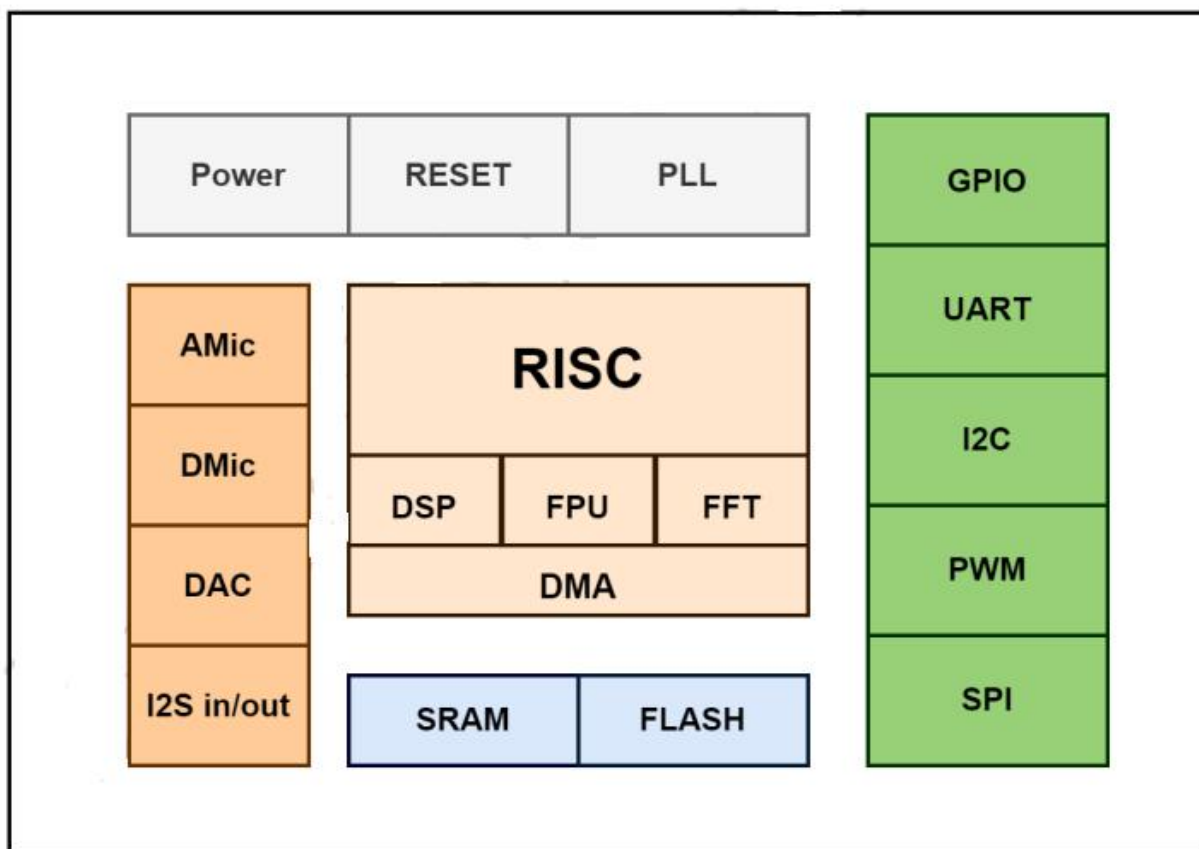 Power
RESET
PLL
AMic
DMic
DAC
I2S in/out
RISC
DSP
FPU
FFT
DMA
SRAM
FLASH
GPIO
UART
I2C
PWM
SPI